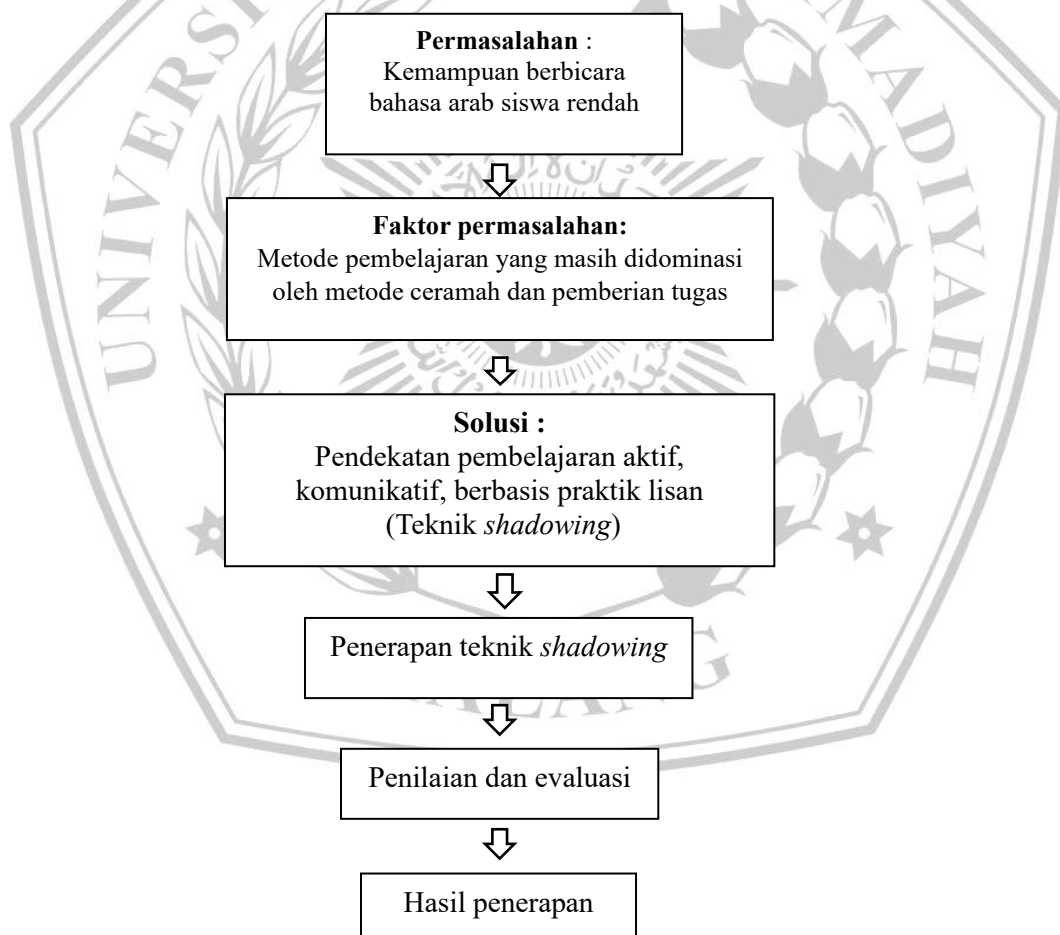 Permasalahan :
Kemampuan berbicara
bahasa arab siswa rendah
Faktor permasalahan:
Metode pembelajaran yang masih didominasi
oleh metode ceramah dan pemberian tugas
Solusi :
Pendekatan pembelajaran aktif,
komunikatif, berbasis praktik lisan
(Teknik shadowing)
Penerapan teknik shadowing
Penilaian dan evaluasi
Hasil penerapan